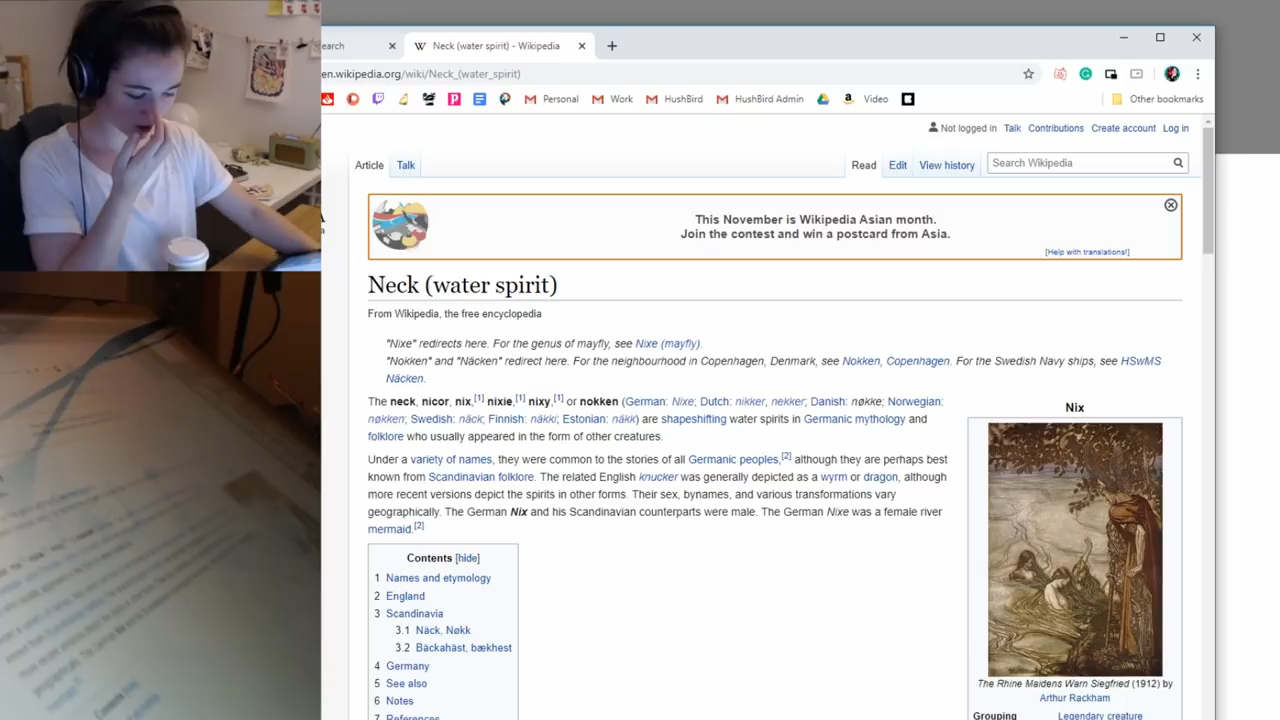 earch
Neck (water spirit) - Wikipedia
en.wikipedia.org/wiki/Neck_(water_spirit)
Personal Work HushBird HushBird Admin Video Other bookmarks
Not logged in Talk Contributions Create account Log in
Article Talk Read Edit View history Search Wikipedia
This November is Wikipedia Asian month.
Join the contest and win a postcard from Asia.
[Help with translations!]
Neck (water spirit)
From Wikipedia, the free encyclopedia
"Nixe" redirects here. For the genus of mayfly, see Nixe (mayfly).
"Nokken" and "Näcken" redirect here. For the neighbourhood in Copenhagen, Denmark, see Nokken, Copenhagen. For the Swedish Navy ships, see HSwMS
Näcken.
The neck, nicor, nix,[1] nixie,[1] nixy,[1] or nokken (German: Nixe; Dutch: nikker, nekker; Danish: nøkke; Norwegian:
nøkken; Swedish: näck; Finnish: näkki; Estonian: näkk) are shapeshifting water spirits in Germanic mythology and
folklore who usually appeared in the form of other creatures.
Under a variety of names, they were common to the stories of all Germanic peoples,[2] although they are perhaps best
known from Scandinavian folklore. The related English knucker was generally depicted as a wyrm or dragon, although
more recent versions depict the spirits in other forms. Their sex, bynames, and various transformations vary
geographically. The German Nix and his Scandinavian counterparts were male. The German Nixe was a female river
mermaid.[2]
Contents [hide]
1 Names and etymology
2 England
3 Scandinavia
3.1 Näck, Nøkk
3.2 Bäckahäst, bækhest
4 Germany
5 See also
6 Notes
7 References
Nix
The Rhine Maidens Warn Siegfried (1912) by
Arthur Rackham
Grouping Legendary creature